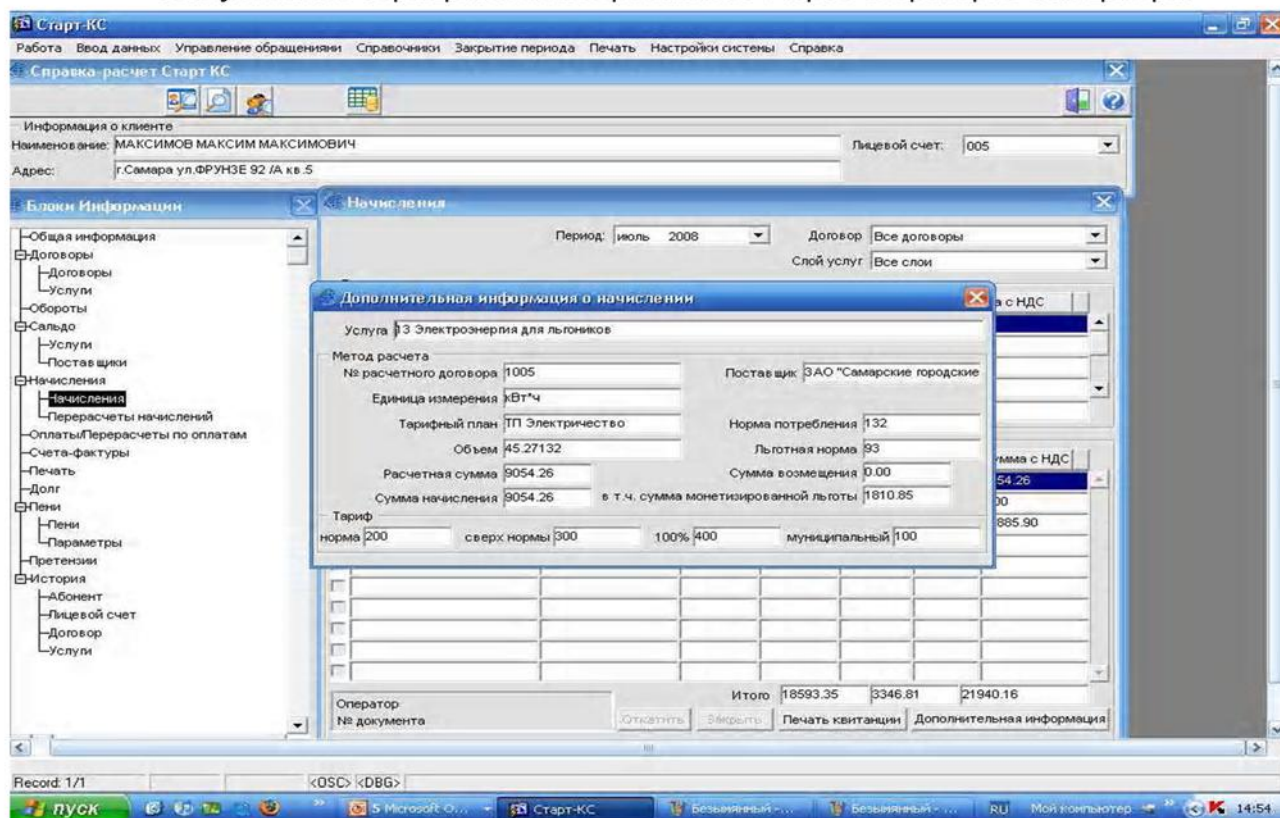 Старт-КС
Работа Ввод данных Управление обращениями Справочники Закрытие периода Печать Настройки системы Справка
Справка-расчет Старт КС
Информация о клиенте
Наименование: МАКСИМОВ МАКСИМ МАКСИМОВИЧ Лицевой счет: 005
Адрес: г.Самара ул.ФРУНЗЕ 92 /А кв.5
Блоки Информации
Общая информация
Договоры
Договоры
Услуги
Обороты
Сальдо
Услуги
Поставщики
Начисления
Начисления
Перерасчеты начислений
Оплаты/Перерасчеты по оплатам
Счета-фактуры
Печать
Долг
Пени
Пени
Параметры
Претензии
История
Абонент
Лицевой счет
Договор
Услуги
Начисления
Период: июль 2008 Договор Все договоры
Слой услуг Все слои
а с НДС
Дополнительная информация о начислении
Услуга 13 Электроэнергия для льгоников
Метод расчета
№ расчетного договора 1005 Поставщик ЗАО "Самарские городские
Единица измерения кВт*ч
Тарифный план ТП Электричество Норма потребления 132
Объем 45.27132 Льготная норма 93
Расчетная сумма 9054.26 Сумма возмещения 0.00
Сумма начисления 9054.26 в т.ч. сумма монетизированной льготы 1810.85
Тариф
норма 200 сверх нормы 300 100% 400 муниципальный 100
умма с НДС
54.26
00
885.90
Итого 18593.35 3346.81 21940.16
Оператор
№ документа
Откатить Закрыть Печать квитанции Дополнительная информация
Record: 1/1 <OSC> <DBG>
пуск 5 Microsoft O... Старт-КС Безымянный -... Безымянный - ... RU Мой компьютер 14:54